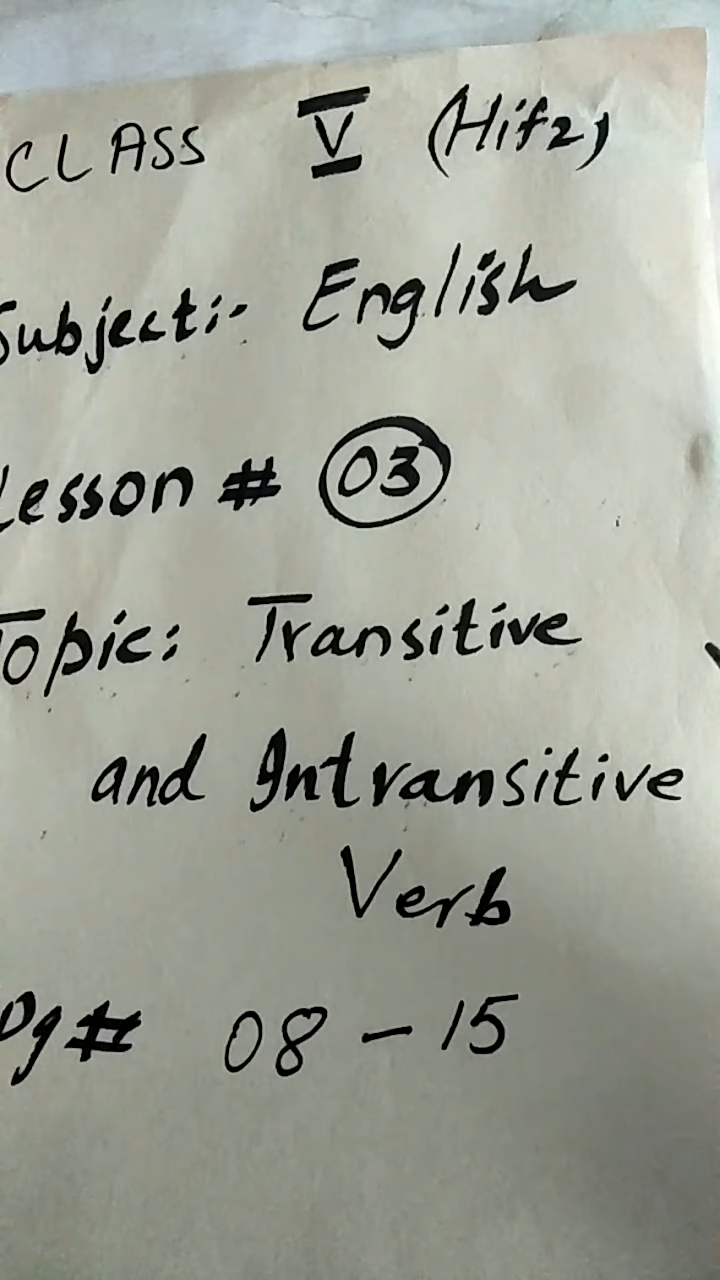 CLASS V (Hifz)
Subject:- English
Lesson # 03
Topic: Transitive
and Intransitive
Verb
Pg# 08 - 15